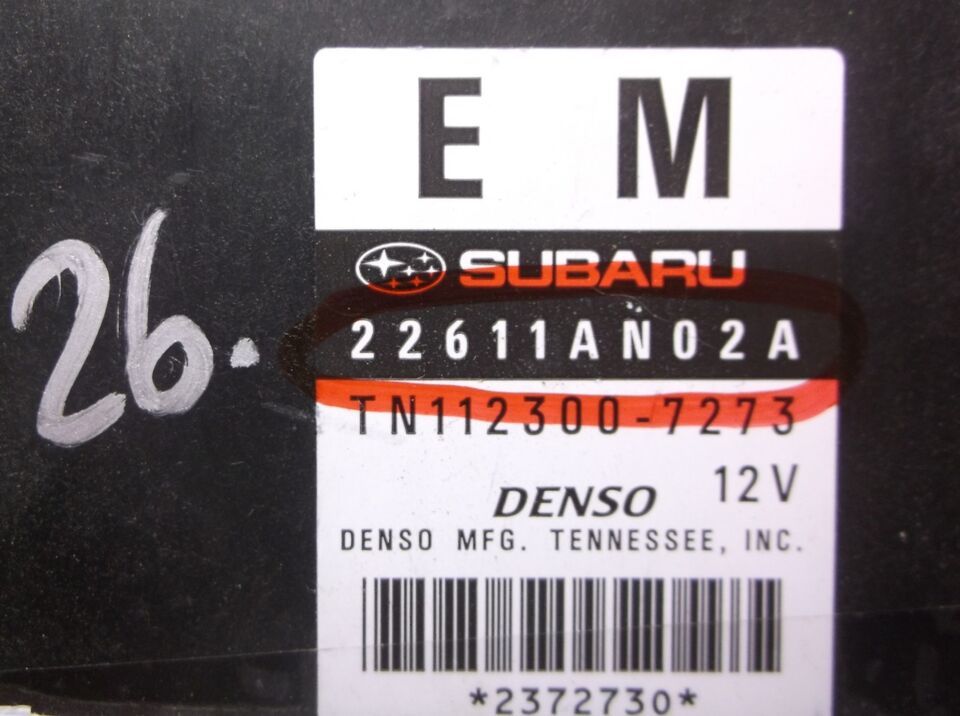 E M
SUBARU
22611AN02A
TN112300-7273
12V
DENSO
DENSO MFG. TENNESSEE, INC.
*2372730*
26.